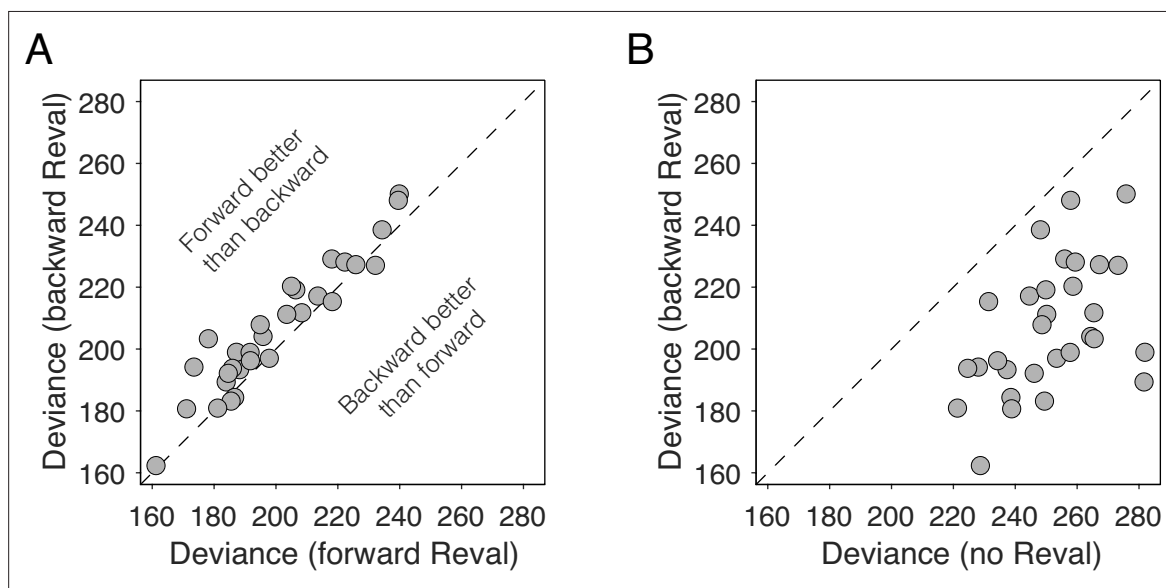 A
280
260
240
220
200
180
160
160 180 200 220 240 260 280
Deviance (backward Reval)
Deviance (forward Reval)
Forward better
than backward
Backward better
than forward
B
280
260
240
220
200
180
160
160 180 200 220 240 260 280
Deviance (backward Reval)
Deviance (no Reval)